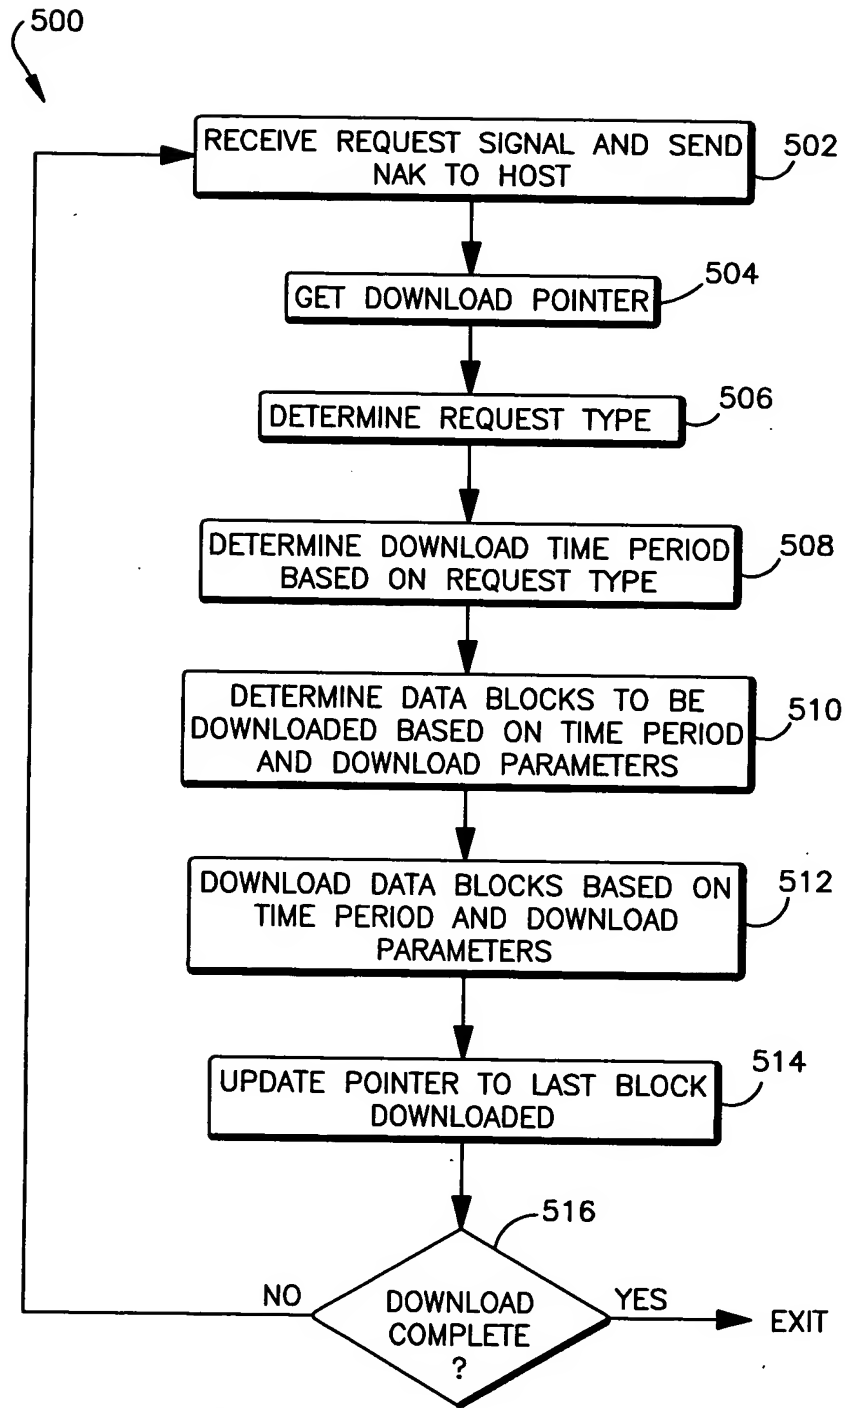 500
RECEIVE REQUEST SIGNAL AND SEND
NAK TO HOST
502
GET DOWNLOAD POINTER
504
DETERMINE REQUEST TYPE
506
DETERMINE DOWNLOAD TIME PERIOD
BASED ON REQUEST TYPE
508
DETERMINE DATA BLOCKS TO BE
DOWNLOADED BASED ON TIME PERIOD
AND DOWNLOAD PARAMETERS
510
DOWNLOAD DATA BLOCKS BASED ON
TIME PERIOD AND DOWNLOAD
PARAMETERS
512
UPDATE POINTER TO LAST BLOCK
DOWNLOADED
514
516
NO
DOWNLOAD
COMPLETE
?
YES
EXIT